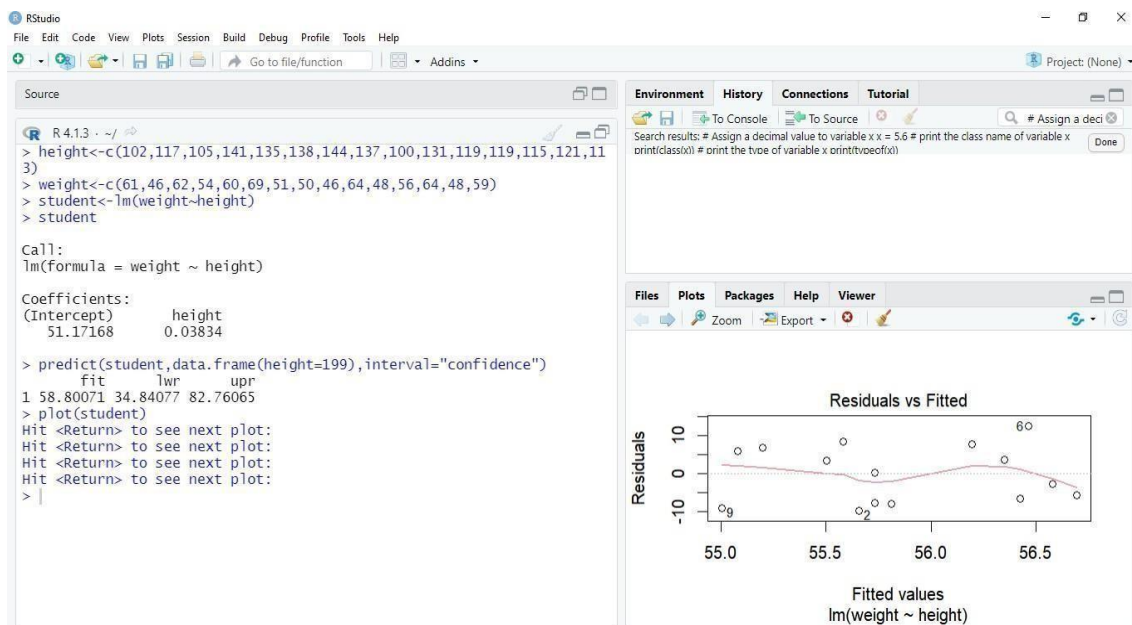 RStudio
File Edit Code View Plots Session Build Debug Profile Tools Help
Go to file/function
Addins
Project: (None)
Source
R 4.1.3 · ~/
> height<-c(102,117,105,141,135,138,144,137,100,131,119,119,115,121,11
3)
> weight<-c(61,46,62,54,60,69,51,50,46,64,48,56,64,48,59)
> student<-lm(weight~height)
> student
Call:
lm(formula = weight ~ height)
Coefficients:
(Intercept) height
51.17168 0.03834
> predict(student,data.frame(height=199),interval="confidence")
fit lwr upr
1 58.80071 34.84077 82.76065
> plot(student)
Hit <Return> to see next plot:
Hit <Return> to see next plot:
Hit <Return> to see next plot:
Hit <Return> to see next plot:
>
Environment History Connections Tutorial
To Console To Source # Assign a deci
Search results: # Assign a decimal value to variable x x = 5.6 # print the class name of variable x
print(class(x)) # print the type of variable x print(typeof(x))
Done
Files Plots Packages Help Viewer
Zoom Export
Residuals vs Fitted
Residuals
10
0
-10
6
9
2
55.0 55.5 56.0 56.5
Fitted values
lm(weight ~ height)